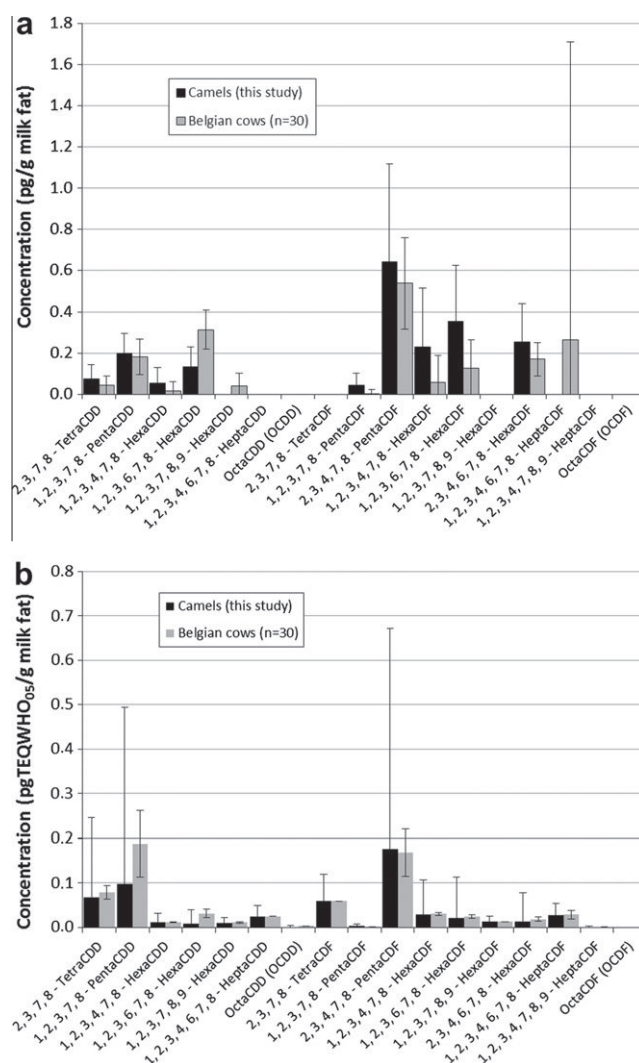 a
Concentration (pg/g milk fat)
1.8
1.6
1.4
1.2
1.0
0.8
0.6
0.4
0.2
0.0
Camels (this study)
Belgian cows (n=30)
2, 3, 7, 8 - TetraCDD
1, 2, 3, 7, 8 - PentaCDD
1, 2, 3, 4, 7, 8 - HexaCDD
1, 2, 3, 6, 7, 8 - HexaCDD
1, 2, 3, 7, 8, 9 - HexaCDD
1, 2, 3, 4, 6, 7, 8 - HeptaCDD
OctaCDD (OCDD)
2, 3, 7, 8 - TetraCDF
1, 2, 3, 7, 8 - PentaCDF
2, 3, 4, 7, 8 - PentaCDF
1, 2, 3, 4, 7, 8 - HexaCDF
1, 2, 3, 6, 7, 8 - HexaCDF
1, 2, 3, 7, 8, 9 - HexaCDF
2, 3, 4, 6, 7, 8 - HexaCDF
1, 2, 3, 4, 6, 7, 8 - HeptaCDF
1, 2, 3, 4, 7, 8, 9 - HeptaCDF
OctaCDF (OCDF)
b
Concentration (pgTEQWHO05/g milk fat)
0.8
0.7
0.6
0.5
0.4
0.3
0.2
0.1
0.0
Camels (this study)
Belgian cows (n=30)
2, 3, 7, 8 - TetraCDD
1, 2, 3, 7, 8 - PentaCDD
1, 2, 3, 4, 7, 8 - HexaCDD
1, 2, 3, 6, 7, 8 - HexaCDD
1, 2, 3, 7, 8, 9 - HexaCDD
1, 2, 3, 4, 6, 7, 8 - HeptaCDD
OctaCDD (OCDD)
2, 3, 7, 8 - TetraCDF
1, 2, 3, 7, 8 - PentaCDF
2, 3, 4, 7, 8 - PentaCDF
1, 2, 3, 4, 7, 8 - HexaCDF
1, 2, 3, 6, 7, 8 - HexaCDF
1, 2, 3, 7, 8, 9 - HexaCDF
2, 3, 4, 6, 7, 8 - HexaCDF
1, 2, 3, 4, 6, 7, 8 - HeptaCDF
1, 2, 3, 4, 7, 8, 9 - HeptaCDF
OctaCDF (OCDF)